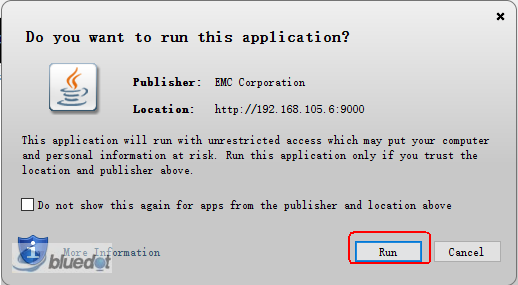 Do you want to run this application?
Publisher: EMC Corporation
Location: http://192.168.105.6:9000
This application will run with unrestricted access which may put your computer
and personal information at risk. Run this application only if you trust the
location and publisher above.
Do not show this again for apps from the publisher and location above
More Information
bluedot
Run
Cancel